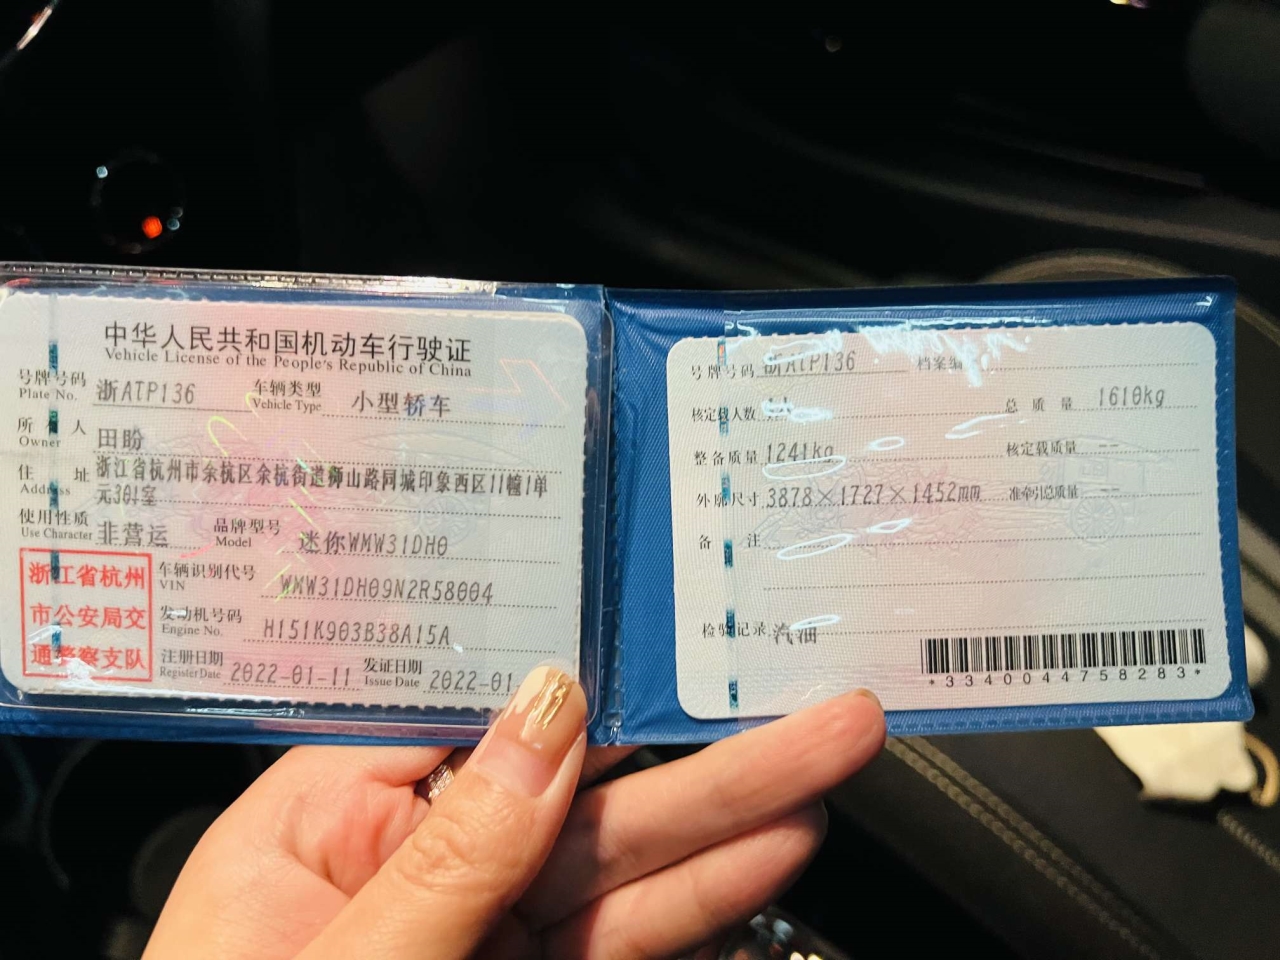 中华人民共和国机动车行驶证
Vehicle License of the People's Republic of China
号牌号码 浙A1P136 车辆类型 小型轿车
Plate No. Vehicle Type
所有人 田盼
Owner
住址 浙江省杭州市余杭区余杭街道狮山路同城印象西区11幢1单
Address 元301室
使用性质 非营运 品牌型号 迷你WMW31DH0
Use Character Model
浙江省杭州
市公安局交
通警察支队
车辆识别代号 WMW31DH09N2R58004
VIN
发动机号码 H151K903B38A15A
Engine No.
注册日期 2022-01-11 发证日期 2022-01-
Register Date Issue Date
号牌号码 浙A1P136 档案编
核定载人数 总质量 1610kg
整备质量 1241kg 核定载质量 --
外廓尺寸 3878×1727×1452mm 准牵引总质量 --
备注
检验记录 汽油
*3340044758283*